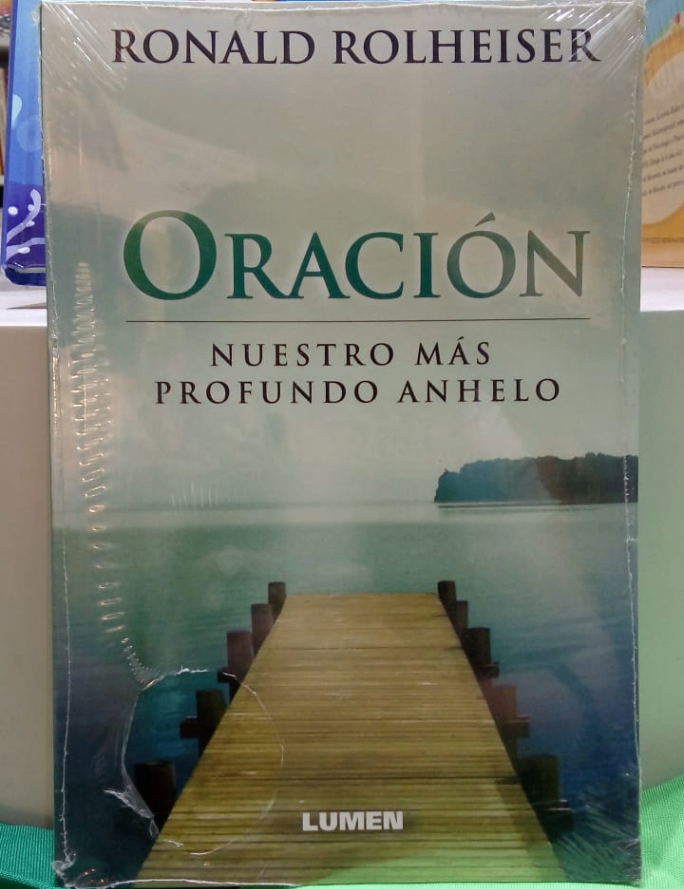 RONALD ROLHEISER
ORACIÓN
NUESTRO MÁS
PROFUNDO ANHELO
LUMEN